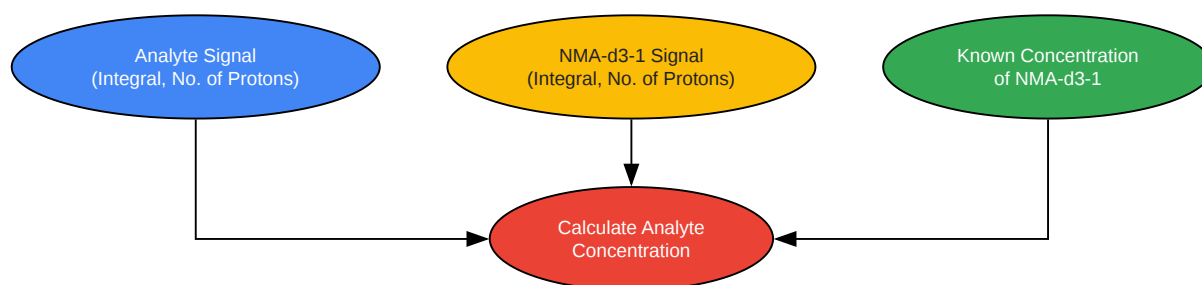 Analyte Signal
(Integral, No. of Protons)
NMA-d3-1 Signal
(Integral, No. of Protons)
Known Concentration
of NMA-d3-1
Calculate Analyte
Concentration